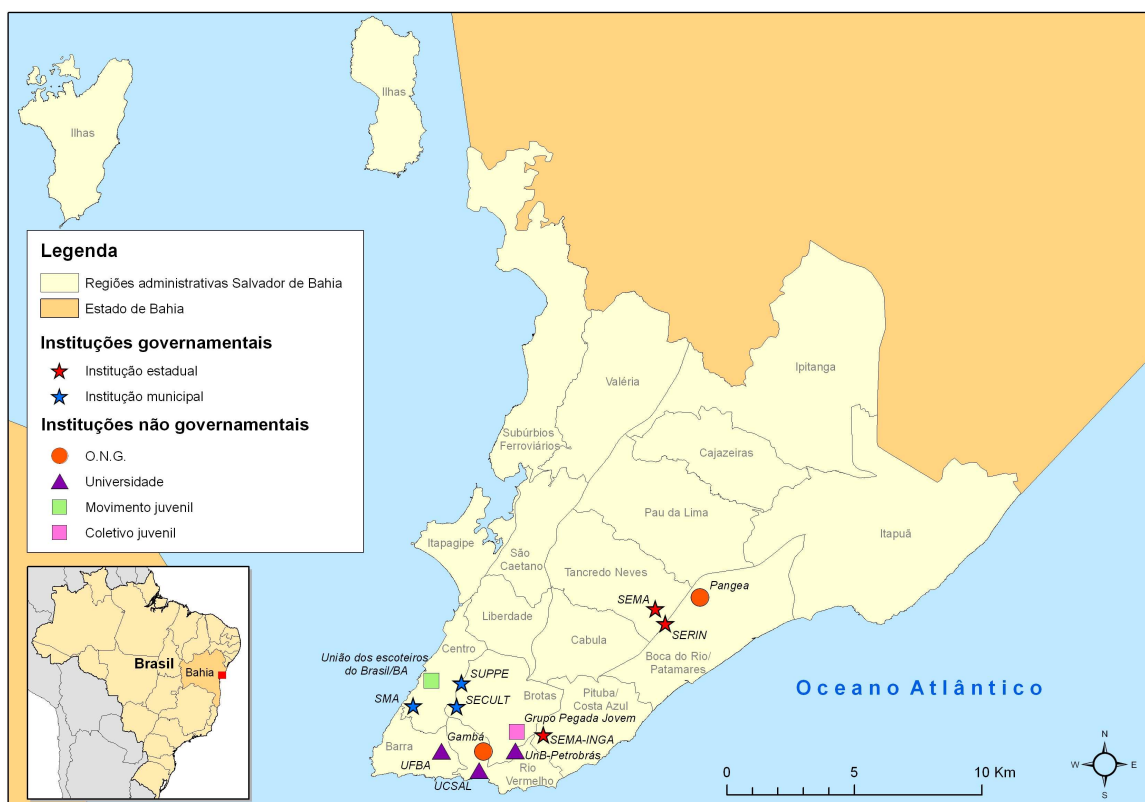 Ilhas
Ilhas
Legenda
Regiões administrativas Salvador de Bahia
Estado de Bahia
Instituções governamentais
Institução estadual
Institução municipal
Instituções não governamentais
O.N.G.
Universidade
Movimento juvenil
Coletivo juvenil
Valéria
Ipitanga
Subúrbios
Ferroviários
Cajazeiras
Pau da Lima
Itapuã
Itapagipe
São
Caetano
Tancredo Neves
Pangea
SEMA
SERIN
Liberdade
Cabula
Centro
Boca do Rio/
Patamares
União dos escoteiros
do Brasil/BA
SUPPE
SMA
SECULT
Brotas
Pituba/
Costa Azul
Grupo Pegada Jovem
SEMA-INGA
Gambá
UnB-Petrobrás
Barra
UFBA
UCSAL
Rio
Vermelho
Oceano Atlântico
Brasil
Bahia
N
W
E
S
0 5 10 Km